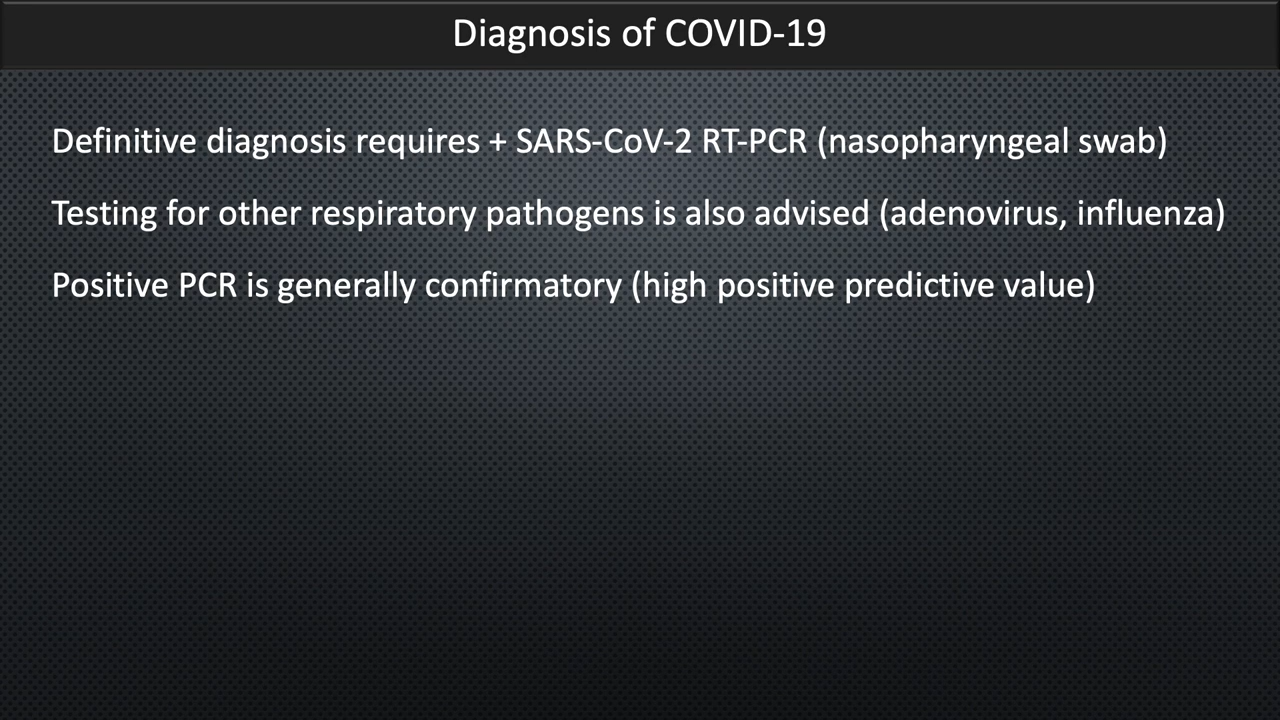 Diagnosis of COVID-19
Definitive diagnosis requires + SARS-CoV-2 RT-PCR (nasopharyngeal swab)
Testing for other respiratory pathogens is also advised (adenovirus, influenza)
Positive PCR is generally confirmatory (high positive predictive value)